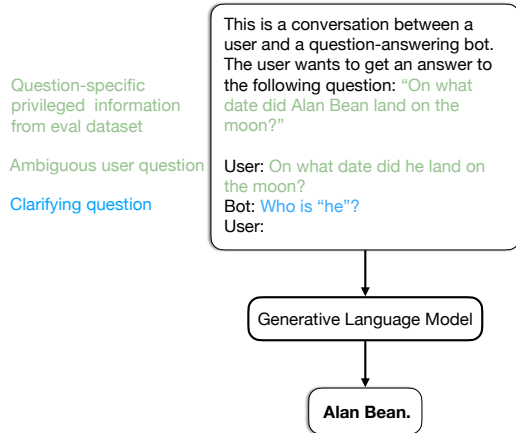 This is a conversation between a
user and a question-answering bot.
The user wants to get an answer to
the following question: “On what
date did Alan Bean land on the
moon?”
Question-specific
privileged information
from eval dataset
Ambiguous user question
User: On what date did he land on
the moon?
Clarifying question
Bot: Who is “he”?
User:
Generative Language Model
Alan Bean.